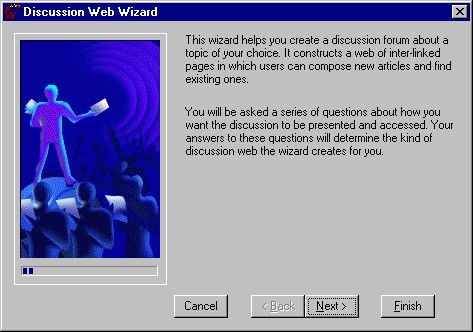 Discussion Web Wizard
This wizard helps you create a discussion forum about a
topic of your choice. It constructs a web of inter-linked
pages in which users can compose new articles and find
existing ones.
You will be asked a series of questions about how you
want the discussion to be presented and accessed. Your
answers to these questions will determine the kind of
discussion web the wizard creates for you.
Cancel
< Back
Next >
Finish